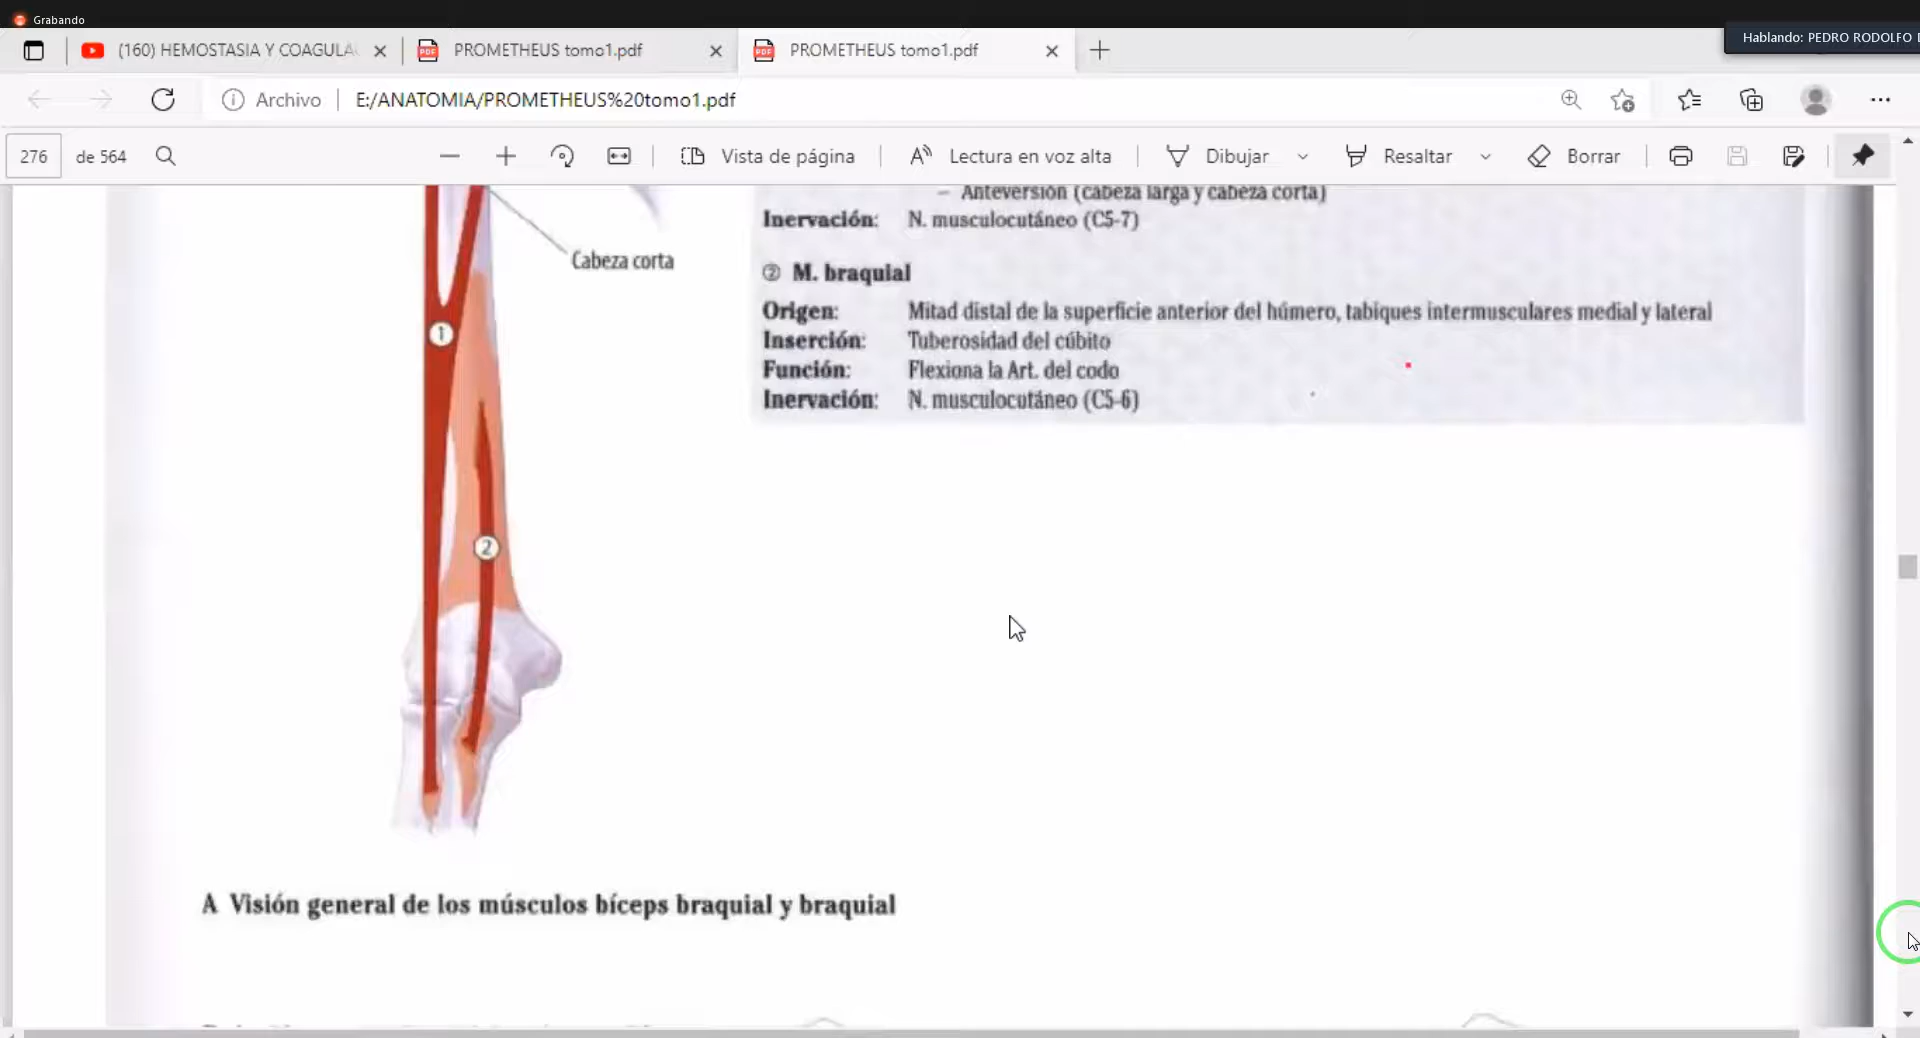 Grabando
(160) HEMOSTASIA Y COAGULA
PROMETHEUS tomo1.pdf
PROMETHEUS tomo1.pdf
Hablando: PEDRO RODOLFO
Archivo
E:/ANATOMIA/PROMETHEUS%20tomo1.pdf
276 de 564
Vista de página
Lectura en voz alta
Dibujar
Resaltar
Borrar
– Anteversión (cabeza larga y cabeza corta)
Inervación: N. musculocutáneo (C5-7)
Cabeza corta
② M. braquial
Origen: Mitad distal de la superficie anterior del húmero, tabiques intermusculares medial y lateral
Inserción: Tuberosidad del cúbito
Función: Flexiona la Art. del codo
Inervación: N. musculocutáneo (C5-6)
1
2
A Visión general de los músculos bíceps braquial y braquial